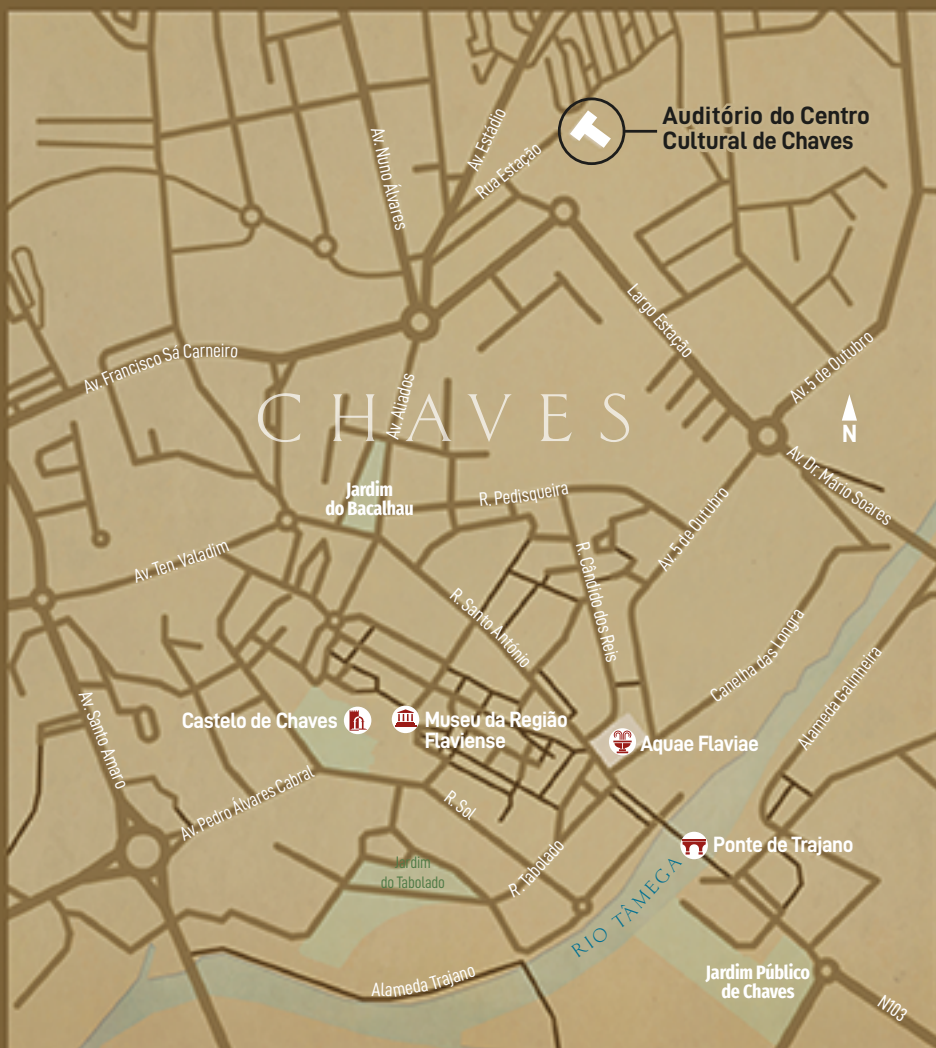 Auditório do Centro
Cultural de Chaves
Av. Estádio
Av. Nuno Álvares
Rua Estação
Largo Estação
Av. Francisco Sá Carneiro
Av. 5 de Outubro
Av. Aliados
CHAVES
N
Av. Dr. Mario Soares
Jardim
do Bacalhau
R. Pedisqueira
Av. 5 de Outubro
Av. Ten. Valadim
R. Cândido dos Reis
R. Santo António
Canelha das Longra
Alameda Galinheira
Av. Santo Amaro
Castelo de Chaves
Museu da Região
Flaviense
Aquae Flaviae
Av. Pedro Álvares Cabral
R. Sol
Ponte de Trajano
R. Tabolado
Jardim
do Tabolado
RIO TÂMEGA
Alameda Trajano
Jardim Público
de Chaves
N103